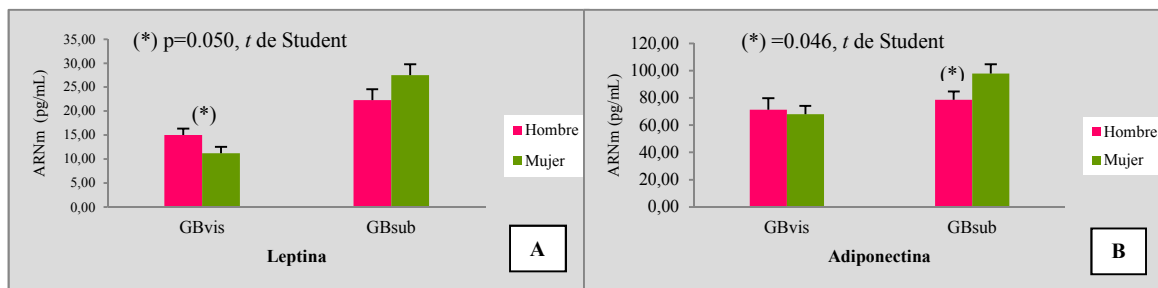 (*) p=0.050, t de Student
ARNm (pg/mL)
35,00
30,00
25,00
20,00
15,00
10,00
5,00
0,00
(*)
GBvis
GBsub
Leptina
Hombre
Mujer
A
(*) =0.046, t de Student
ARNm (pg/mL)
120,00
100,00
80,00
60,00
40,00
20,00
0,00
(*)
GBvis
GBsub
Adiponectina
Hombre
Mujer
B